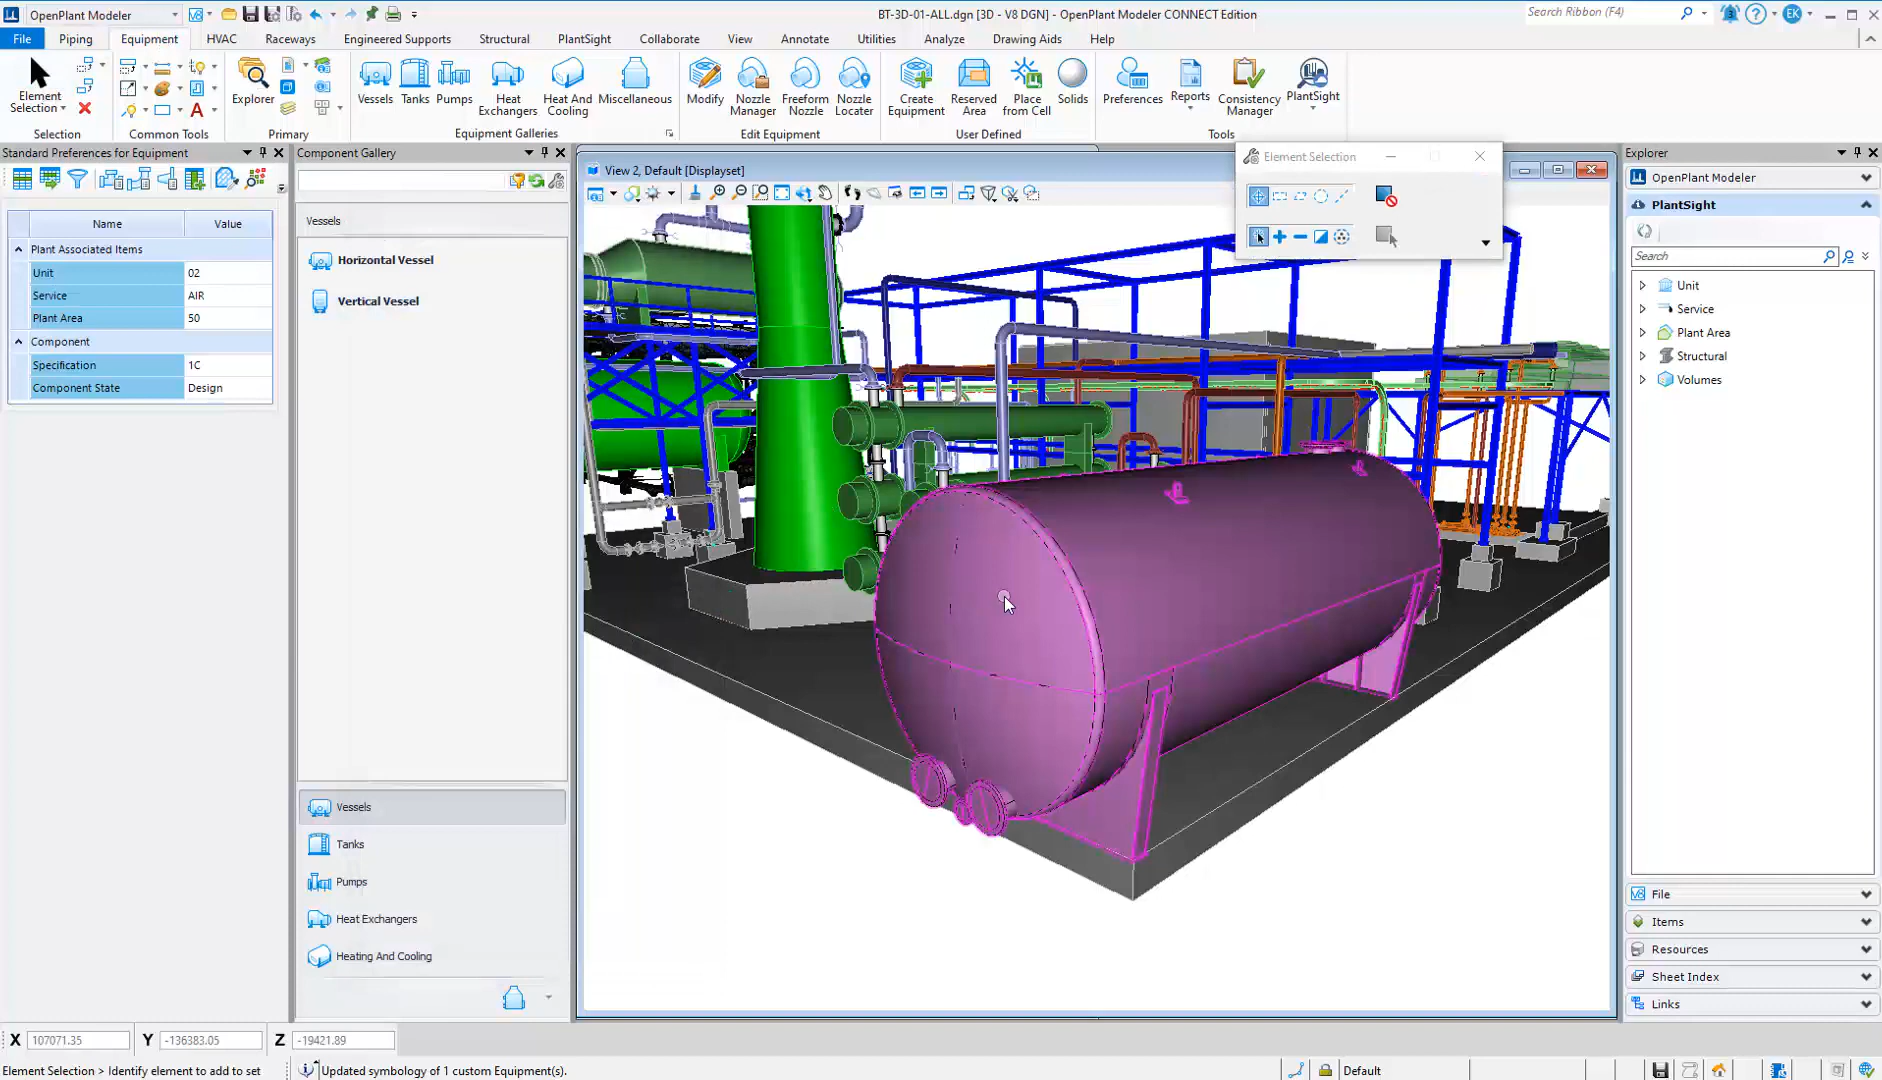 OpenPlant Modeler
BT-3D-01-ALL.dgn [3D - V8 DGN] - OpenPlant Modeler CONNECT Edition
Search Ribbon (F4)
3
EK
File Piping Equipment HVAC Raceways Engineered Supports Structural PlantSight Collaborate View Annotate Utilities Analyze Drawing Aids Help
Element Selection
Explorer
Vessels Tanks Pumps Heat Exchangers Heat And Cooling Miscellaneous
Modify Nozzle Manager Freeform Nozzle Nozzle Locater
Create Equipment Reserved Area Place from Cell Solids
Preferences Reports Consistency Manager PlantSight
Selection Common Tools Primary Equipment Galleries Edit Equipment User Defined Tools
Standard Preferences for Equipment
Name Value
Plant Associated Items
Unit 02
Service AIR
Plant Area 50
Component
Specification 1C
Component State Design
Component Gallery
Vessels
Horizontal Vessel
Vertical Vessel
Vessels
Tanks
Pumps
Heat Exchangers
Heating And Cooling
View 2, Default [Displayset]
Element Selection
Explorer
OpenPlant Modeler
PlantSight
Search
Unit
Service
Plant Area
Structural
Volumes
File
Items
Resources
Sheet Index
Links
X 107071.35 Y -136383.05 Z -19421.89
Element Selection > Identify element to add to set
Updated symbology of 1 custom Equipment(s).
Default